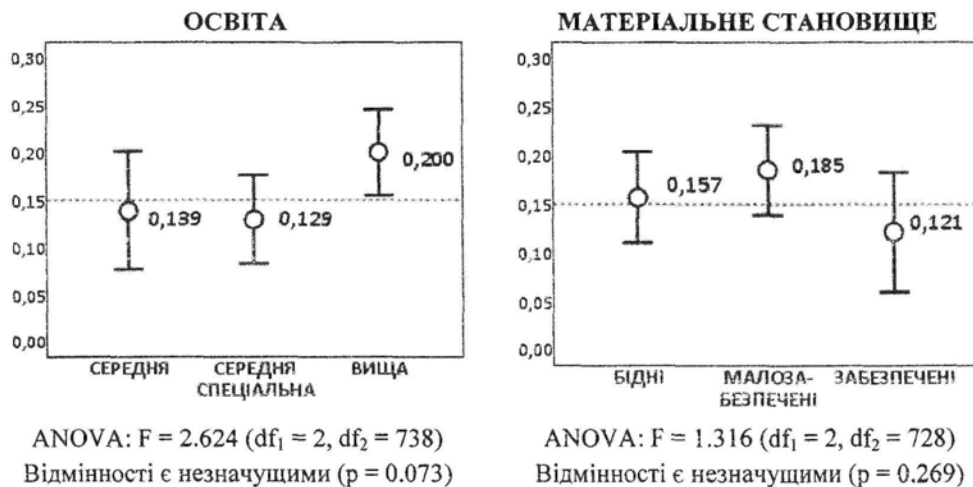 ОСВІТА
0,30
0,25
0,20
0,15
0,10
0,05
0,00
0,139
0,129
0,200
СЕРЕДНЯ
СЕРЕДНЯ СПЕЦІАЛЬНА
ВИЩА
ANOVA: F = 2.624 (df₁ = 2, df₂ = 738)
Відмінності є незначущими (p = 0.073)
МАТЕРІАЛЬНЕ СТАНОВИЩЕ
0,30
0,25
0,20
0,15
0,10
0,05
0,00
0,157
0,185
0,121
БІДНІ
МАЛОЗА-
БЕЗПЕЧЕНІ
ЗАБЕЗПЕЧЕНІ
ANOVA: F = 1.316 (df₁ = 2, df₂ = 728)
Відмінності є незначущими (p = 0.269)